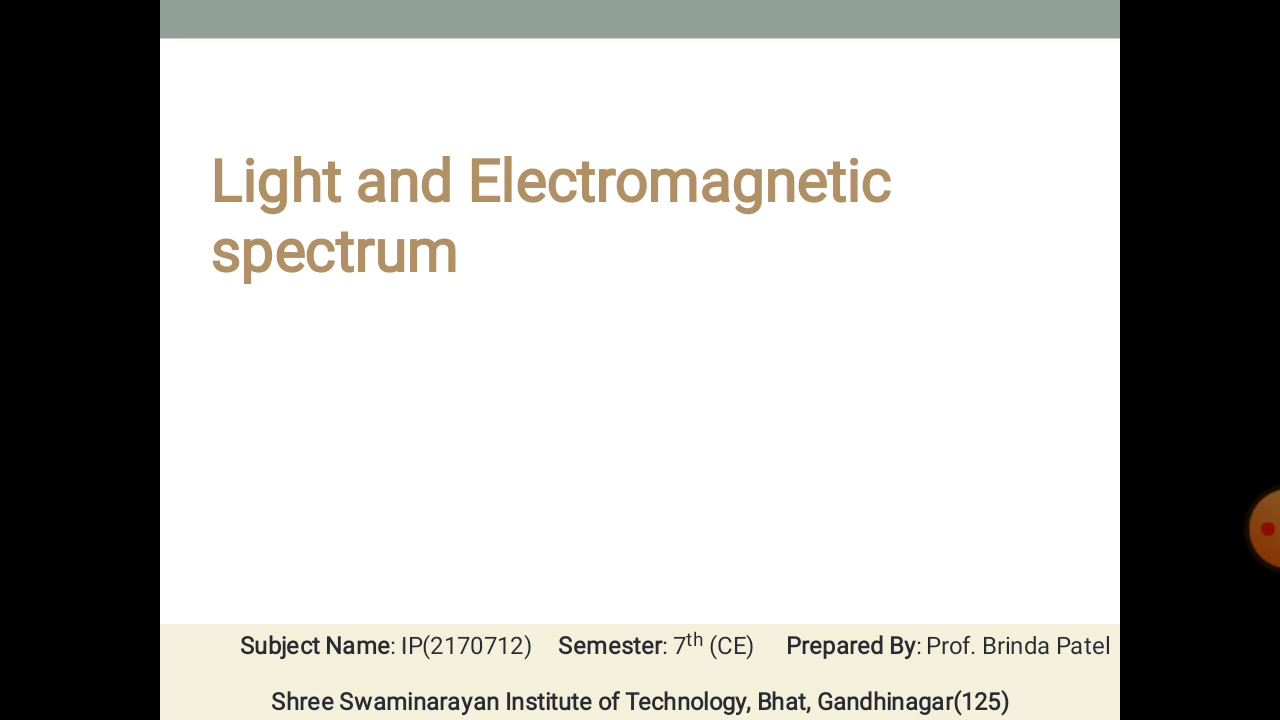 Light and Electromagnetic
spectrum
Subject Name: IP(2170712) Semester: 7th (CE) Prepared By: Prof. Brinda Patel
Shree Swaminarayan Institute of Technology, Bhat, Gandhinagar(125)